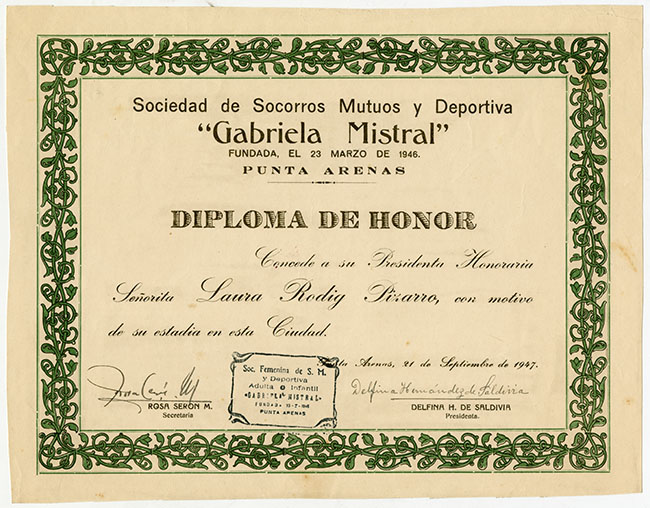 Sociedad de Socorros Mutuos y Deportiva
"Gabriela Mistral"
FUNDADA, EL 23 MARZO DE 1946.
PUNTA ARENAS
DIPLOMA DE HONOR
Concede a su Presidenta Honoraria
Señorita Laura Rodig Pizarro, con motivo
de su estadia en esta Ciudad.
Punta Arenas, 21 de Septiembre de 1947.
Soc. Femenina de S. M.
y Deportiva
Adulta e Infantil
"GABRIELA MISTRAL"
PUNTA ARENAS
Rosa Serón M
ROSA SERÓN M.
Secretaria
Delfina Hernández de Saldivia
DELFINA H. DE SALDIVIA
Presidenta.